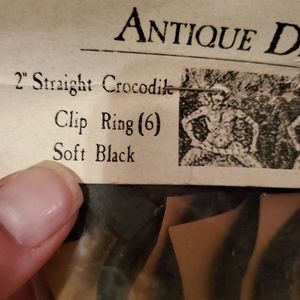 ANTIQUE D
2" Straight Crocodile
Clip Ring (6)
Soft Black